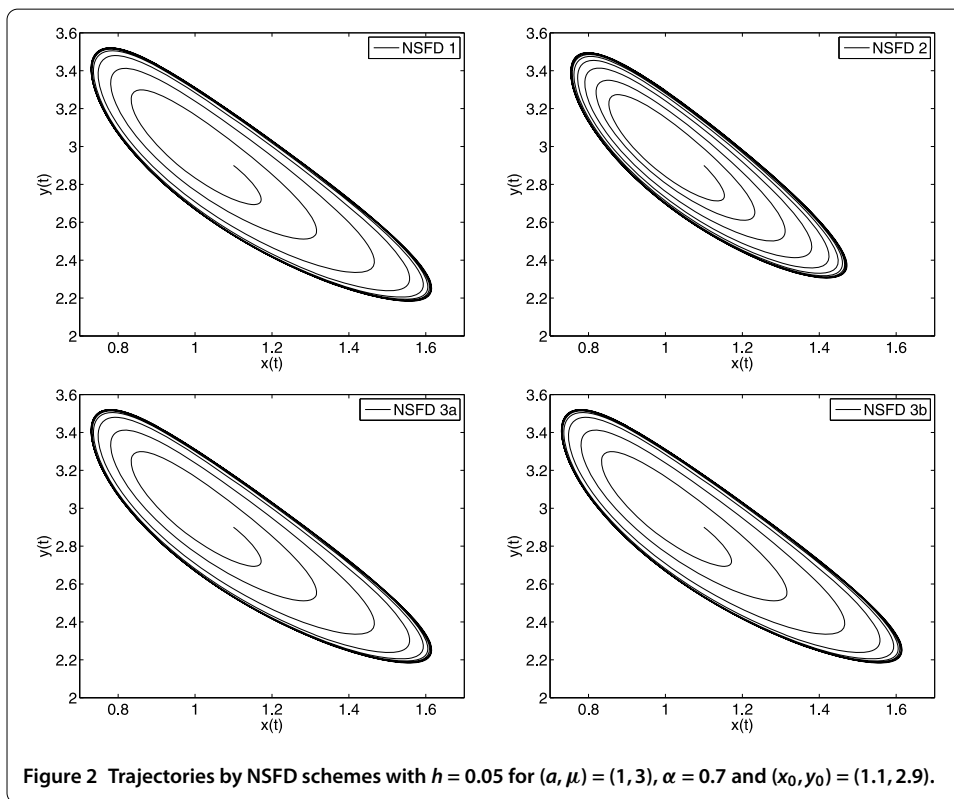 3.6
3.4
3.2
3
2.8
2.6
2.4
2.2
2
y(t)
0.8 1 1.2 1.4 1.6
x(t)
NSFD 1
3.6
3.4
3.2
3
2.8
2.6
2.4
2.2
2
y(t)
0.8 1 1.2 1.4 1.6
x(t)
NSFD 2
3.6
3.4
3.2
3
2.8
2.6
2.4
2.2
2
y(t)
0.8 1 1.2 1.4 1.6
x(t)
NSFD 3a
3.6
3.4
3.2
3
2.8
2.6
2.4
2.2
2
y(t)
0.8 1 1.2 1.4 1.6
x(t)
NSFD 3b
Figure 2 Trajectories by NSFD schemes with h = 0.05 for (a, μ) = (1, 3), α = 0.7 and (x₀, y₀) = (1.1, 2.9).